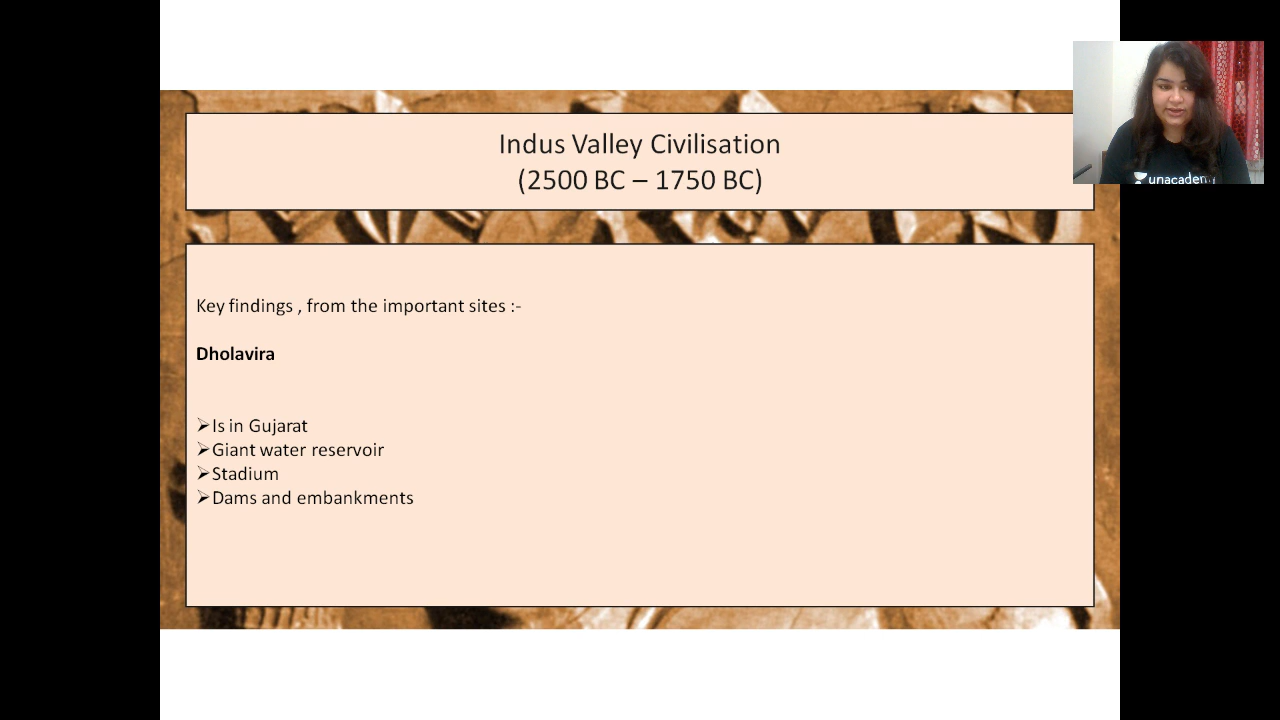 Indus Valley Civilisation
(2500 BC – 1750 BC)
Key findings , from the important sites :-
Dholavira
➢Is in Gujarat
➢Giant water reservoir
➢Stadium
➢Dams and embankments
unacademy